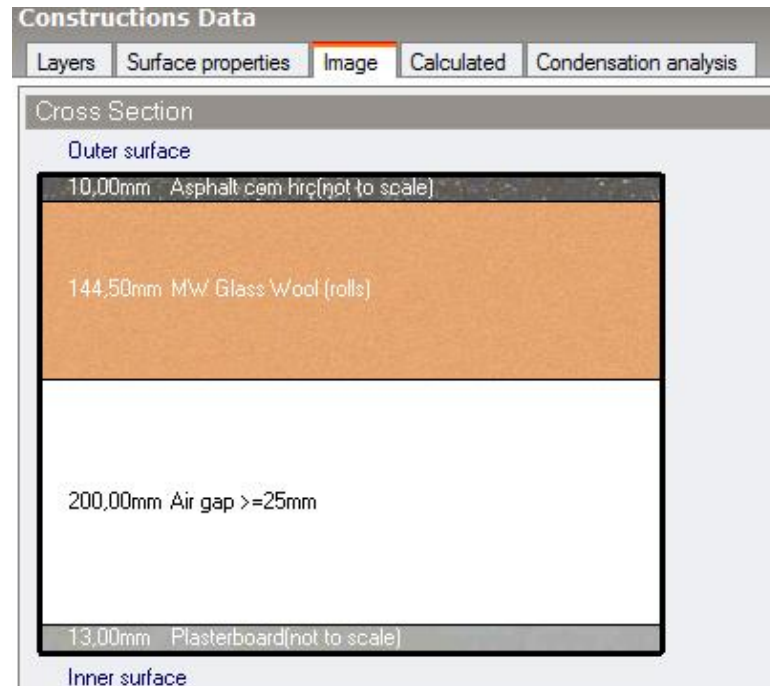 Constructions Data
Layers Surface properties Image Calculated Condensation analysis
Cross Section
Outer surface
10,00mm Asphalt com hrç(not to scale)
144,50mm MW Glass Wool (rolls)
200,00mm Air gap >=25mm
13,00mm Plasterboard(not to scale)
Inner surface